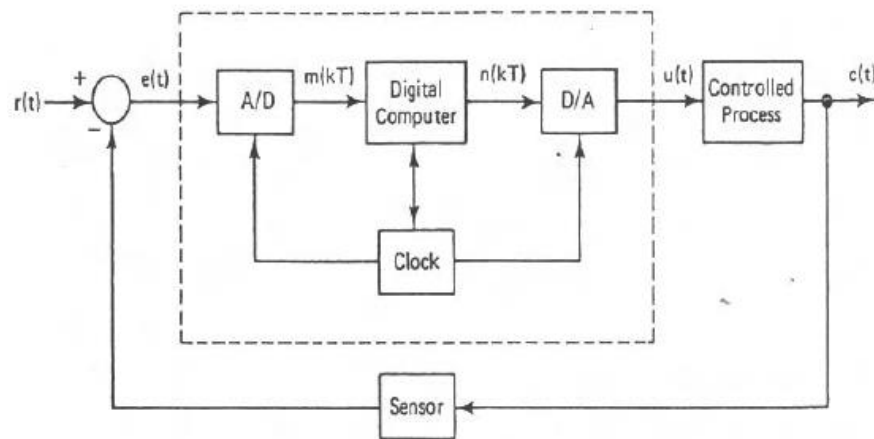 +
r(t)
−
e(t)
A/D
m(kT)
Digital
Computer
n(kT)
D/A
u(t)
Controlled
Process
c(t)
Clock
Sensor